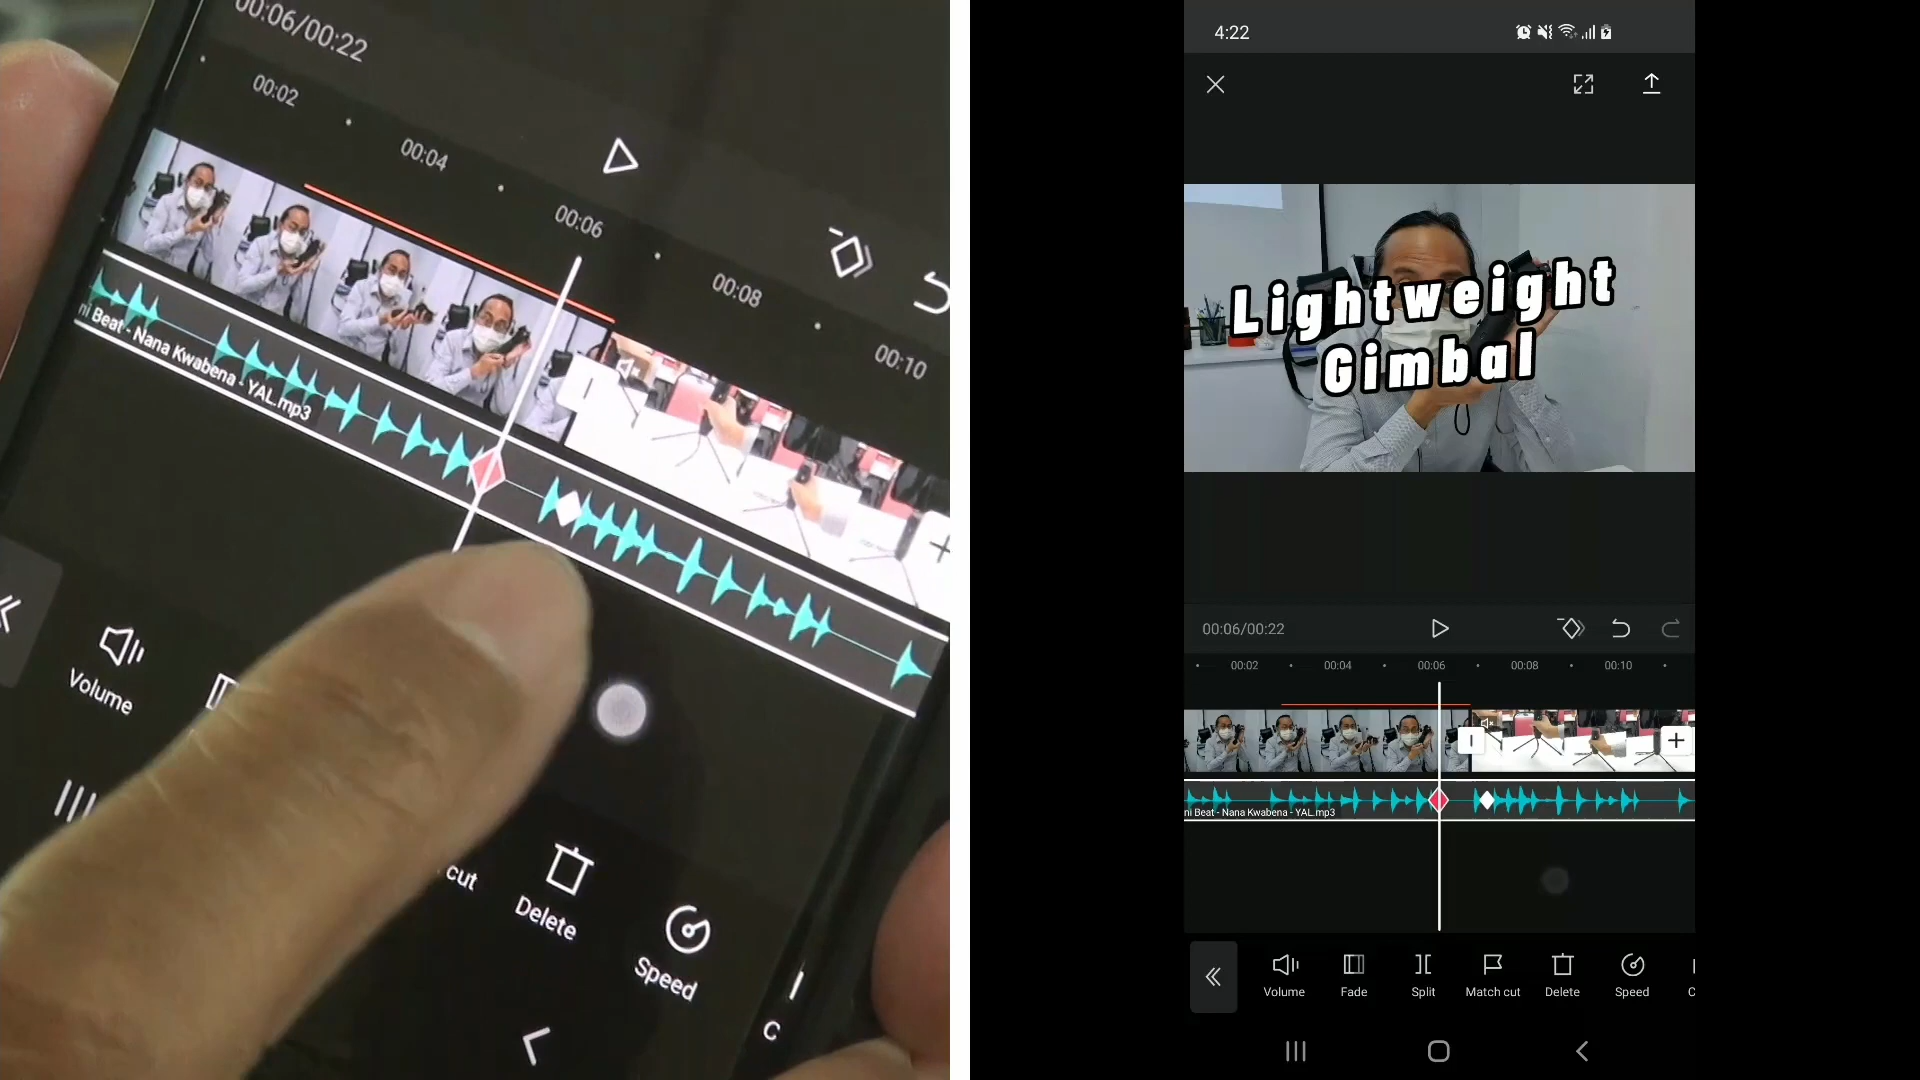 00:06/00:22
00:02
00:04
00:06
00:08
00:10
ni Beat - Nana Kwabena - YAL.mp3
Volume
cut
Delete
Speed
C
4:22
Lightweight
Gimbal
00:06/00:22
00:02
00:04
00:06
00:08
00:10
ni Beat - Nana Kwabena - YAL.mp3
Volume
Fade
Split
Match cut
Delete
Speed
C